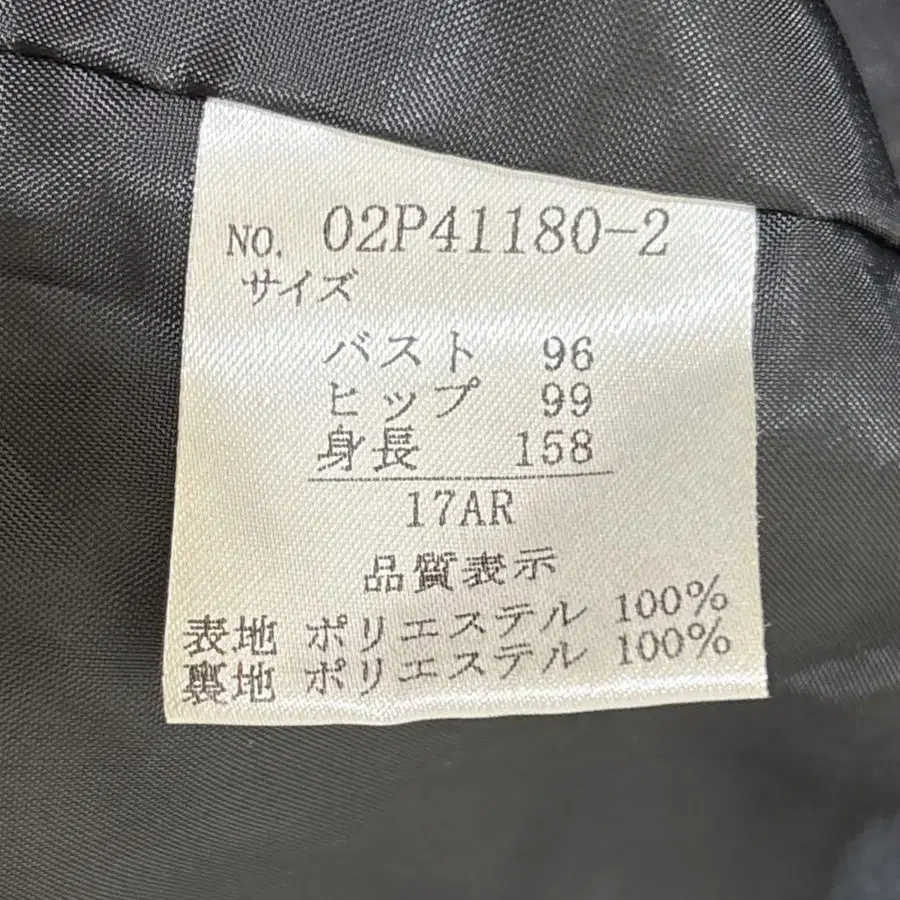 NO. 02P41180-2
サイズ
バスト 96
ヒップ 99
身長 158
17AR
品質表示
表地 ポリエステル 100%
裏地 ポリエステル 100%